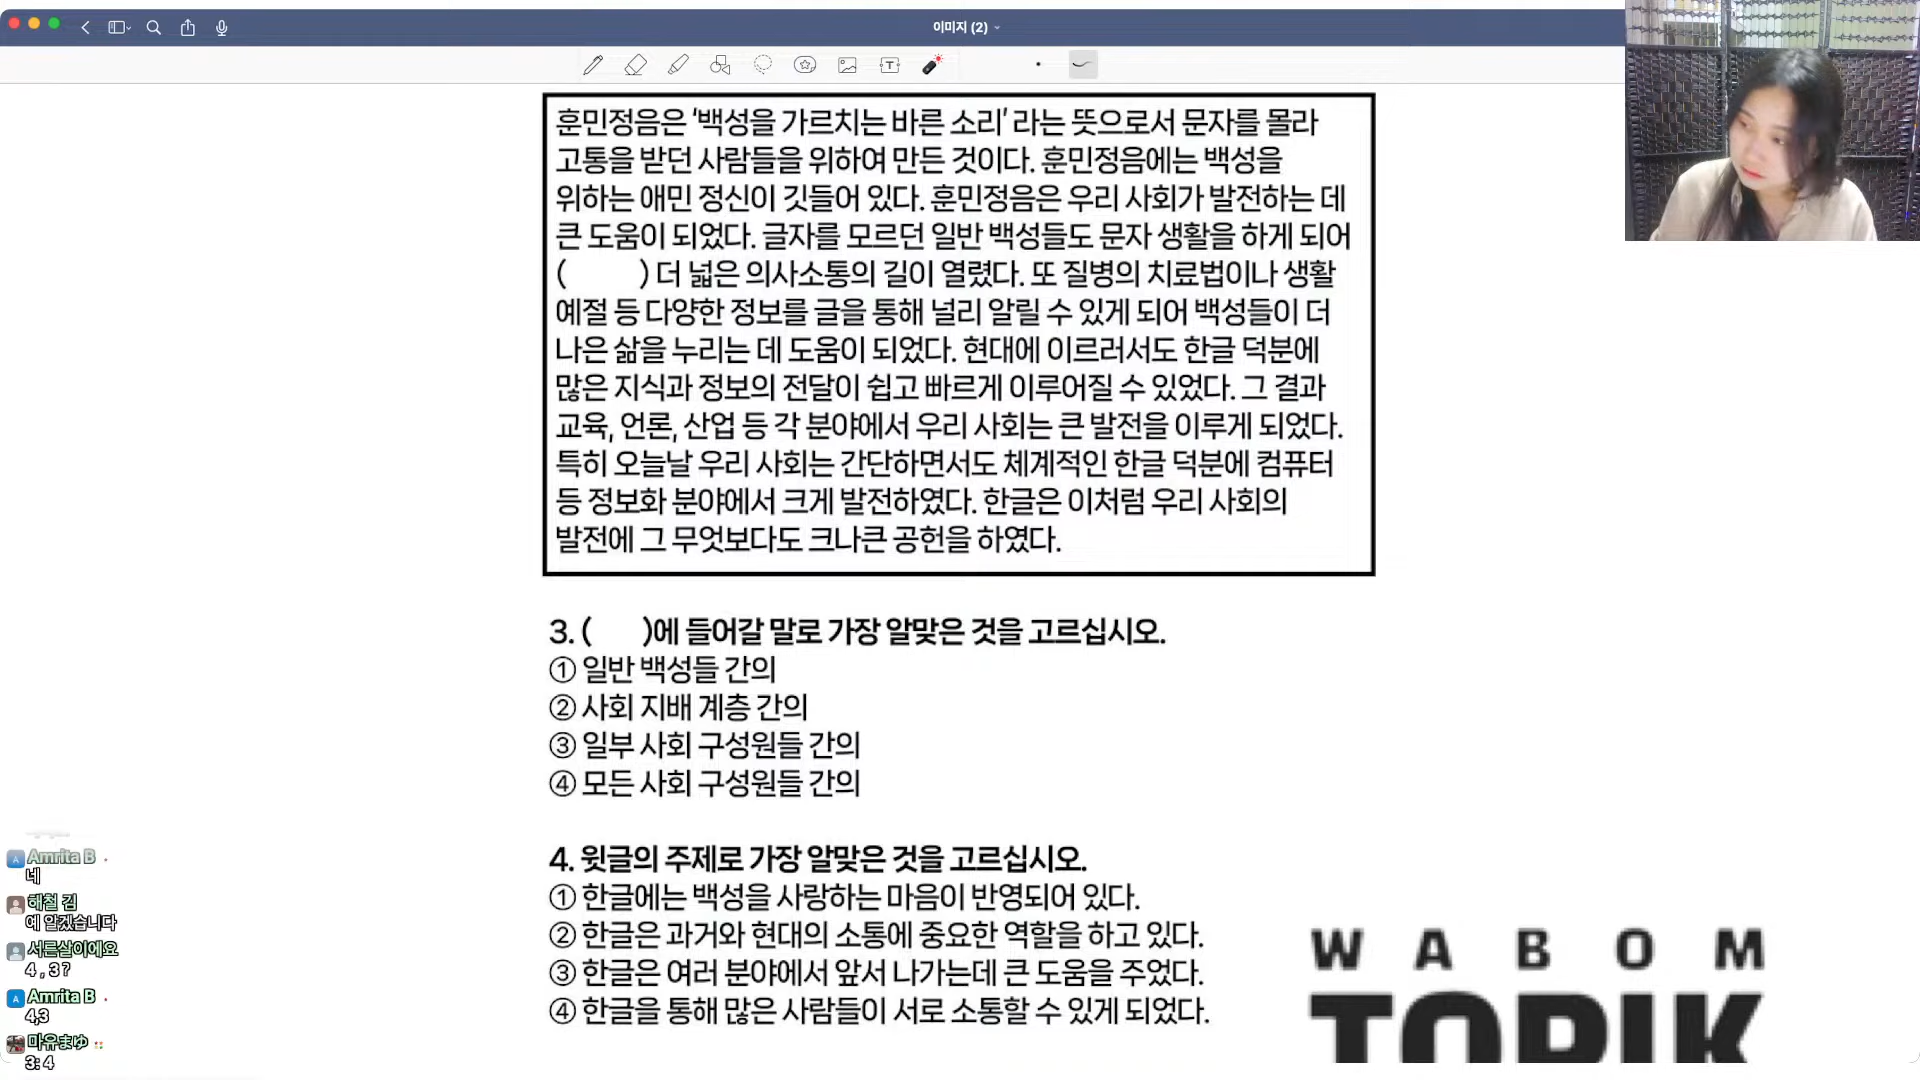 이미지 (2)
훈민정음은 ‘백성을 가르치는 바른 소리’ 라는 뜻으로서 문자를 몰라
고통을 받던 사람들을 위하여 만든 것이다. 훈민정음에는 백성을
위하는 애민 정신이 깃들어 있다. 훈민정음은 우리 사회가 발전하는 데
큰 도움이 되었다. 글자를 모르던 일반 백성들도 문자 생활을 하게 되어
( ) 더 넓은 의사소통의 길이 열렸다. 또 질병의 치료법이나 생활
예절 등 다양한 정보를 글을 통해 널리 알릴 수 있게 되어 백성들이 더
나은 삶을 누리는 데 도움이 되었다. 현대에 이르러서도 한글 덕분에
많은 지식과 정보의 전달이 쉽고 빠르게 이루어질 수 있었다. 그 결과
교육, 언론, 산업 등 각 분야에서 우리 사회는 큰 발전을 이루게 되었다.
특히 오늘날 우리 사회는 간단하면서도 체계적인 한글 덕분에 컴퓨터
등 정보화 분야에서 크게 발전하였다. 한글은 이처럼 우리 사회의
발전에 그 무엇보다도 크나큰 공헌을 하였다.
3. ( )에 들어갈 말로 가장 알맞은 것을 고르십시오.
① 일반 백성들 간의
② 사회 지배 계층 간의
③ 일부 사회 구성원들 간의
④ 모든 사회 구성원들 간의
4. 윗글의 주제로 가장 알맞은 것을 고르십시오.
① 한글에는 백성을 사랑하는 마음이 반영되어 있다.
② 한글은 과거와 현대의 소통에 중요한 역할을 하고 있다.
③ 한글은 여러 분야에서 앞서 나가는데 큰 도움을 주었다.
④ 한글을 통해 많은 사람들이 서로 소통할 수 있게 되었다.
Amrita B
네
해철 김
예 알겠습니다
서른살이에요
4 , 3 ?
Amrita B
4,3
마유まゆ
3: 4
WABOM
TOPIK